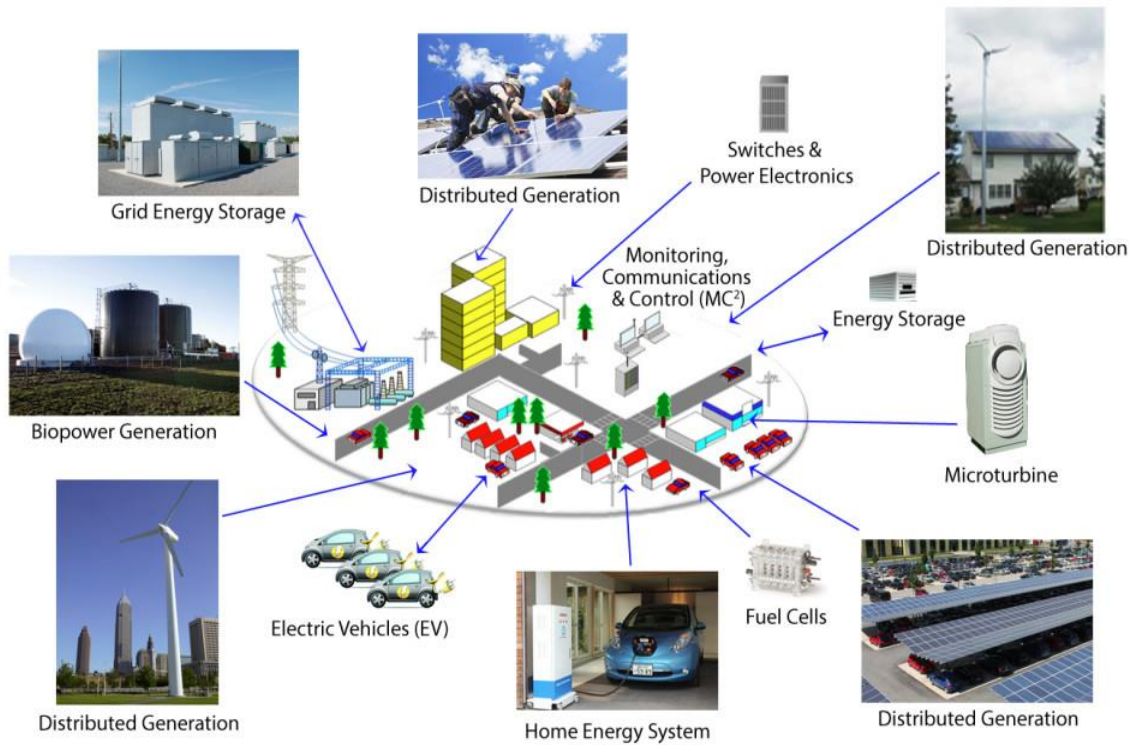 Grid Energy Storage
Distributed Generation
Switches &
Power Electronics
Distributed Generation
Monitoring,
Communications
& Control (MC²)
Energy Storage
Biopower Generation
Microturbine
Electric Vehicles (EV)
Fuel Cells
Distributed Generation
Home Energy System
Distributed Generation